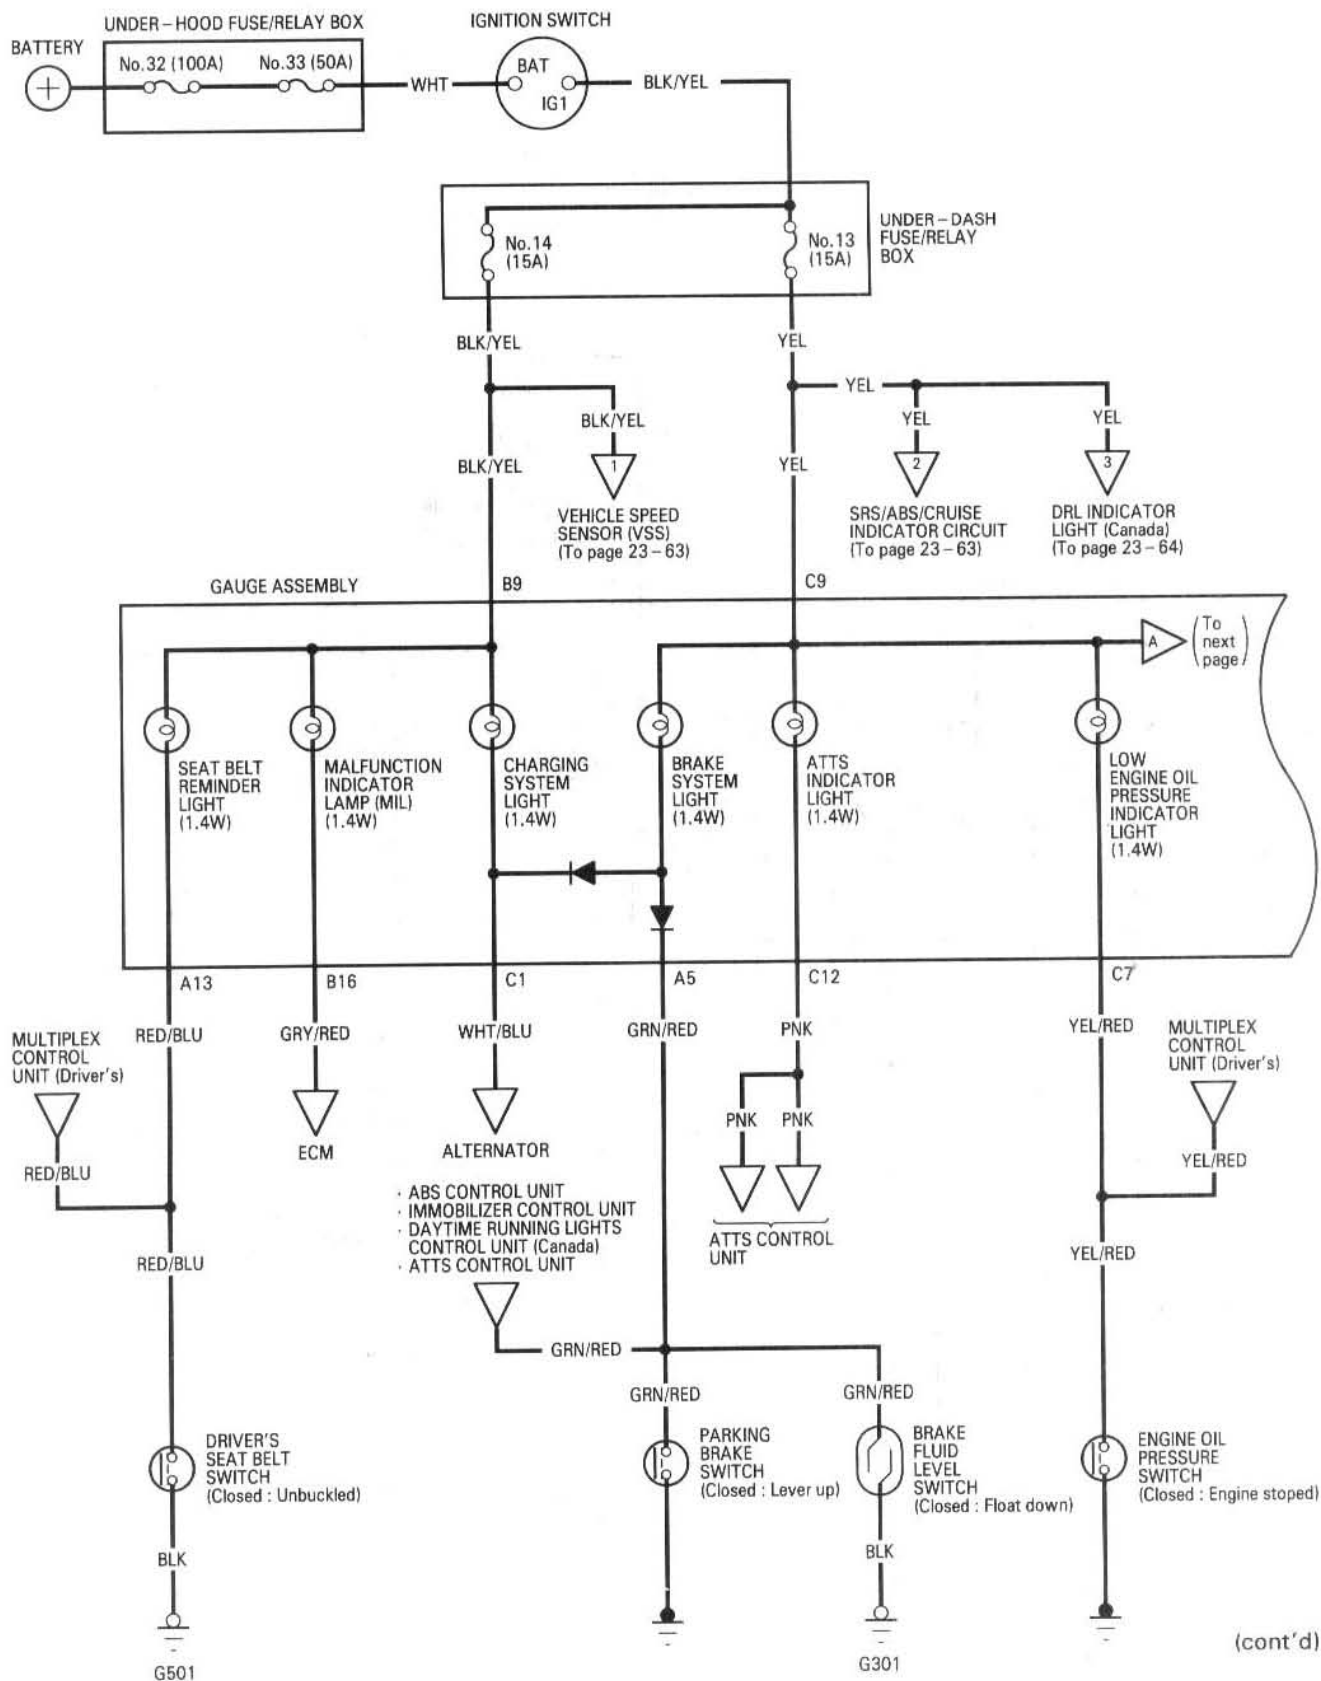 UNDER-HOOD FUSE/RELAY BOX
IGNITION SWITCH
BATTERY
No.32 (100A)
No.33 (50A)
WHT
BAT
IG1
BLK/YEL
+
No.14
(15A)
No.13
(15A)
UNDER-DASH
FUSE/RELAY
BOX
BLK/YEL
YEL
YEL
BLK/YEL
YEL
YEL
BLK/YEL
YEL
1
2
3
VEHICLE SPEED
SENSOR (VSS)
(To page 23-63)
SRS/ABS/CRUISE
INDICATOR CIRCUIT
(To page 23-63)
DRL INDICATOR
LIGHT (Canada)
(To page 23-64)
GAUGE ASSEMBLY
B9
C9
A
(To
next
page)
SEAT BELT
REMINDER
LIGHT
(1.4W)
MALFUNCTION
INDICATOR
LAMP (MIL)
(1.4W)
CHARGING
SYSTEM
LIGHT
(1.4W)
BRAKE
SYSTEM
LIGHT
(1.4W)
ATTS
INDICATOR
LIGHT
(1.4W)
LOW
ENGINE OIL
PRESSURE
INDICATOR
LIGHT
(1.4W)
A13
B16
C1
A5
C12
C7
MULTIPLEX
CONTROL
UNIT (Driver's)
RED/BLU
GRY/RED
WHT/BLU
GRN/RED
PNK
YEL/RED
MULTIPLEX
CONTROL
UNIT (Driver's)
RED/BLU
ECM
ALTERNATOR
PNK
PNK
YEL/RED
· ABS CONTROL UNIT
· IMMOBILIZER CONTROL UNIT
· DAYTIME RUNNING LIGHTS
CONTROL UNIT (Canada)
· ATTS CONTROL UNIT
ATTS CONTROL
UNIT
RED/BLU
YEL/RED
GRN/RED
GRN/RED
GRN/RED
DRIVER'S
SEAT BELT
SWITCH
(Closed : Unbuckled)
PARKING
BRAKE
SWITCH
(Closed : Lever up)
BRAKE
FLUID
LEVEL
SWITCH
(Closed : Float down)
ENGINE OIL
PRESSURE
SWITCH
(Closed : Engine stoped)
BLK
BLK
G501
G301
(cont'd)